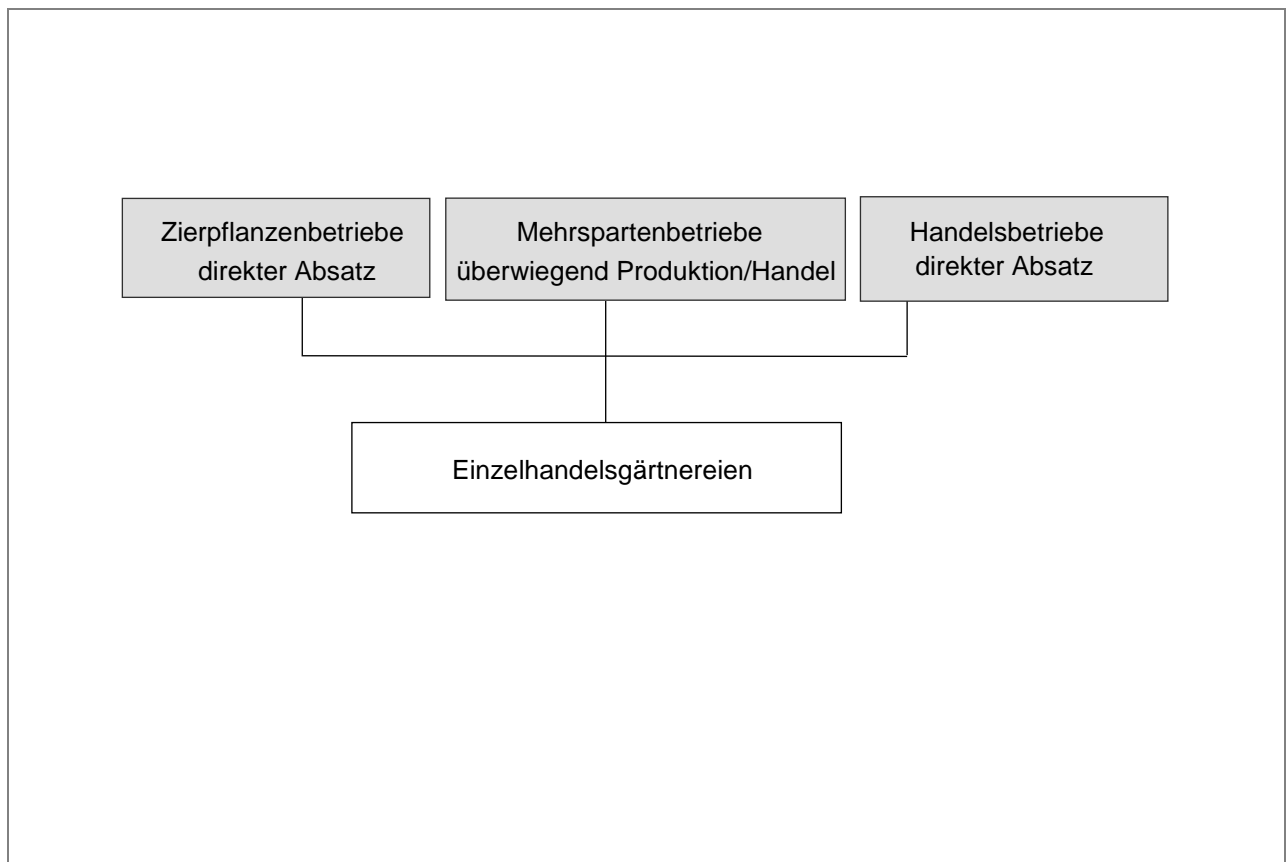 Zierpflanzenbetriebe
direkter Absatz
Mehrspartenbetriebe
überwiegend Produktion/Handel
Handelsbetriebe
direkter Absatz
Einzelhandelsgärtnereien